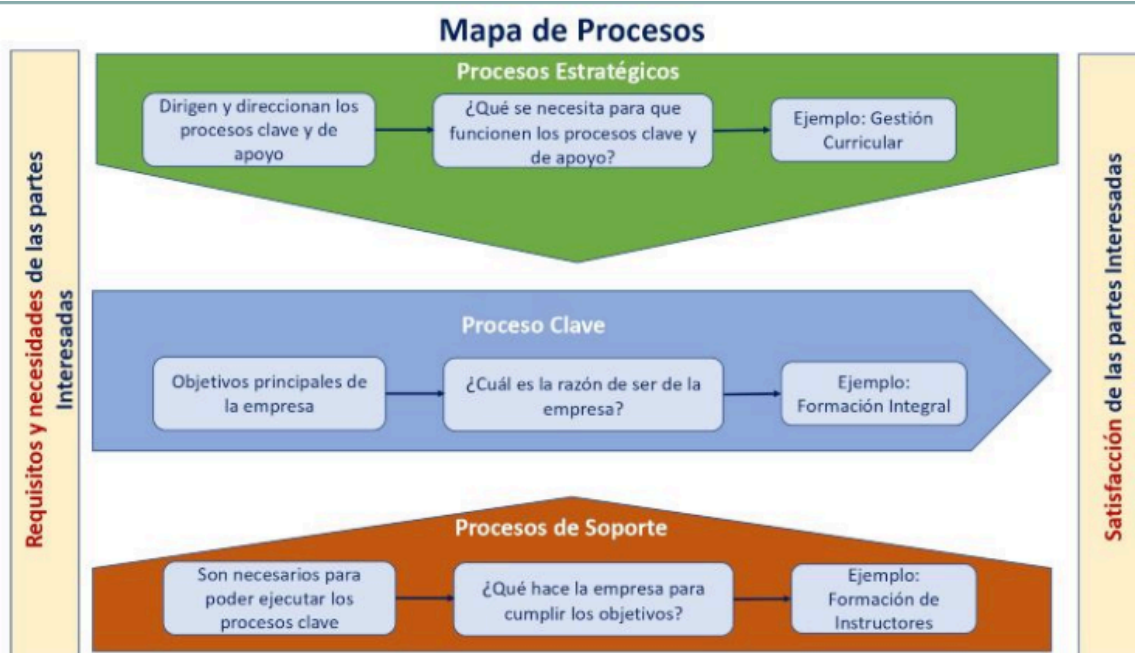 Mapa de Procesos
Requisitos y necesidades de las partes
Interesadas
Procesos Estratégicos
Dirigen y direccionan los
procesos clave y de
apoyo
¿Qué se necesita para que
funcionen los procesos clave y
de apoyo?
Ejemplo: Gestión
Curricular
Proceso Clave
Objetivos principales de
la empresa
¿Cuál es la razón de ser de la
empresa?
Ejemplo:
Formación Integral
Procesos de Soporte
Son necesarios para
poder ejecutar los
procesos clave
¿Qué hace la empresa para
cumplir los objetivos?
Ejemplo:
Formación de
Instructores
Satisfacción de las partes Interesadas